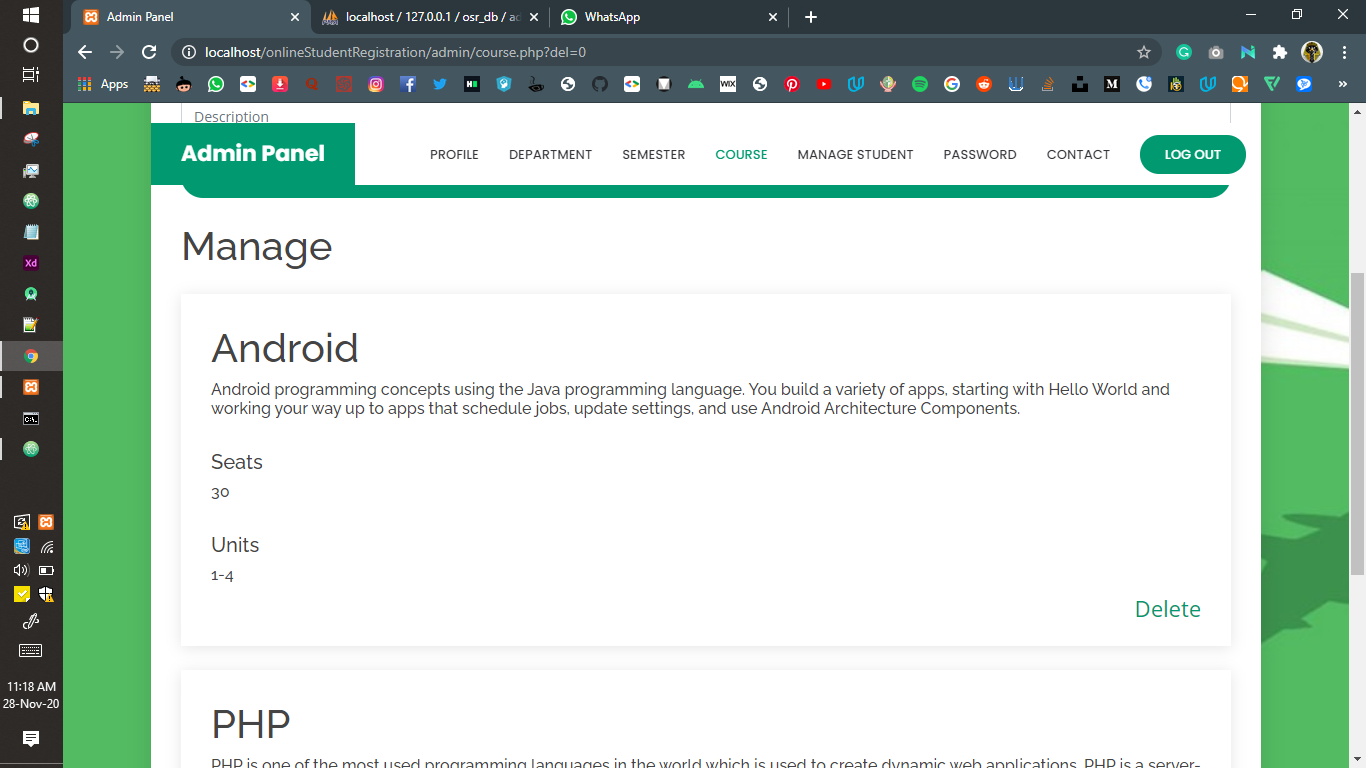 Admin Panel
localhost / 127.0.0.1 / osr_db / ad
WhatsApp
localhost/onlineStudentRegistration/admin/course.php?del=0
Apps
Description
Admin Panel
PROFILE
DEPARTMENT
SEMESTER
COURSE
MANAGE STUDENT
PASSWORD
CONTACT
LOG OUT
Manage
Android
Android programming concepts using the Java programming language. You build a variety of apps, starting with Hello World and
working your way up to apps that schedule jobs, update settings, and use Android Architecture Components.
Seats
30
Units
1-4
Delete
PHP
PHP is one of the most used programming languages in the world which is used to create dynamic web applications. PHP is a server-
Xd
WIX
11:18 AM
28-Nov-20